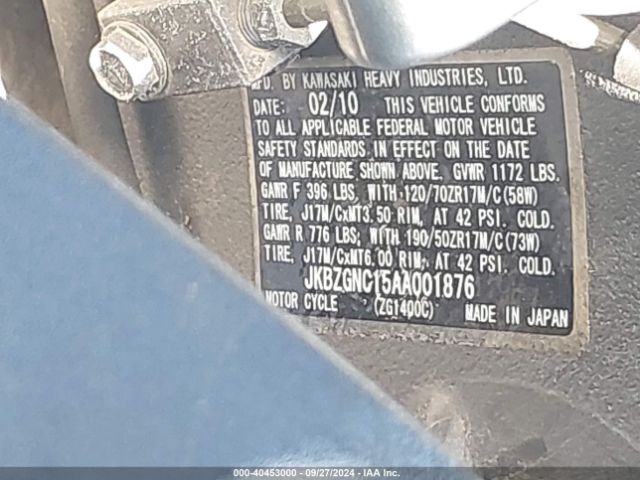 MFD. BY KAWASAKI HEAVY INDUSTRIES, LTD.
DATE: 02/10 THIS VEHICLE CONFORMS
TO ALL APPLICABLE FEDERAL MOTOR VEHICLE
SAFETY STANDARDS IN EFFECT ON THE DATE
OF MANUFACTURE SHOWN ABOVE. GVWR 1172 LBS.
GAWR F 396 LBS. WITH 120/70ZR17M/C(58W)
TIRE, J17M/CxMT3.50 RIM, AT 42 PSI. COLD.
GAWR R 776 LBS; WITH 190/50ZR17M/C(73W)
TIRE, J17M/CxMT6.00 RIM, AT 42 PSI. COLD.
JKBZGNC15AA001876
MOTOR CYCLE (ZG1400C) MADE IN JAPAN
000-40453000 - 09/27/2024 - IAA Inc.